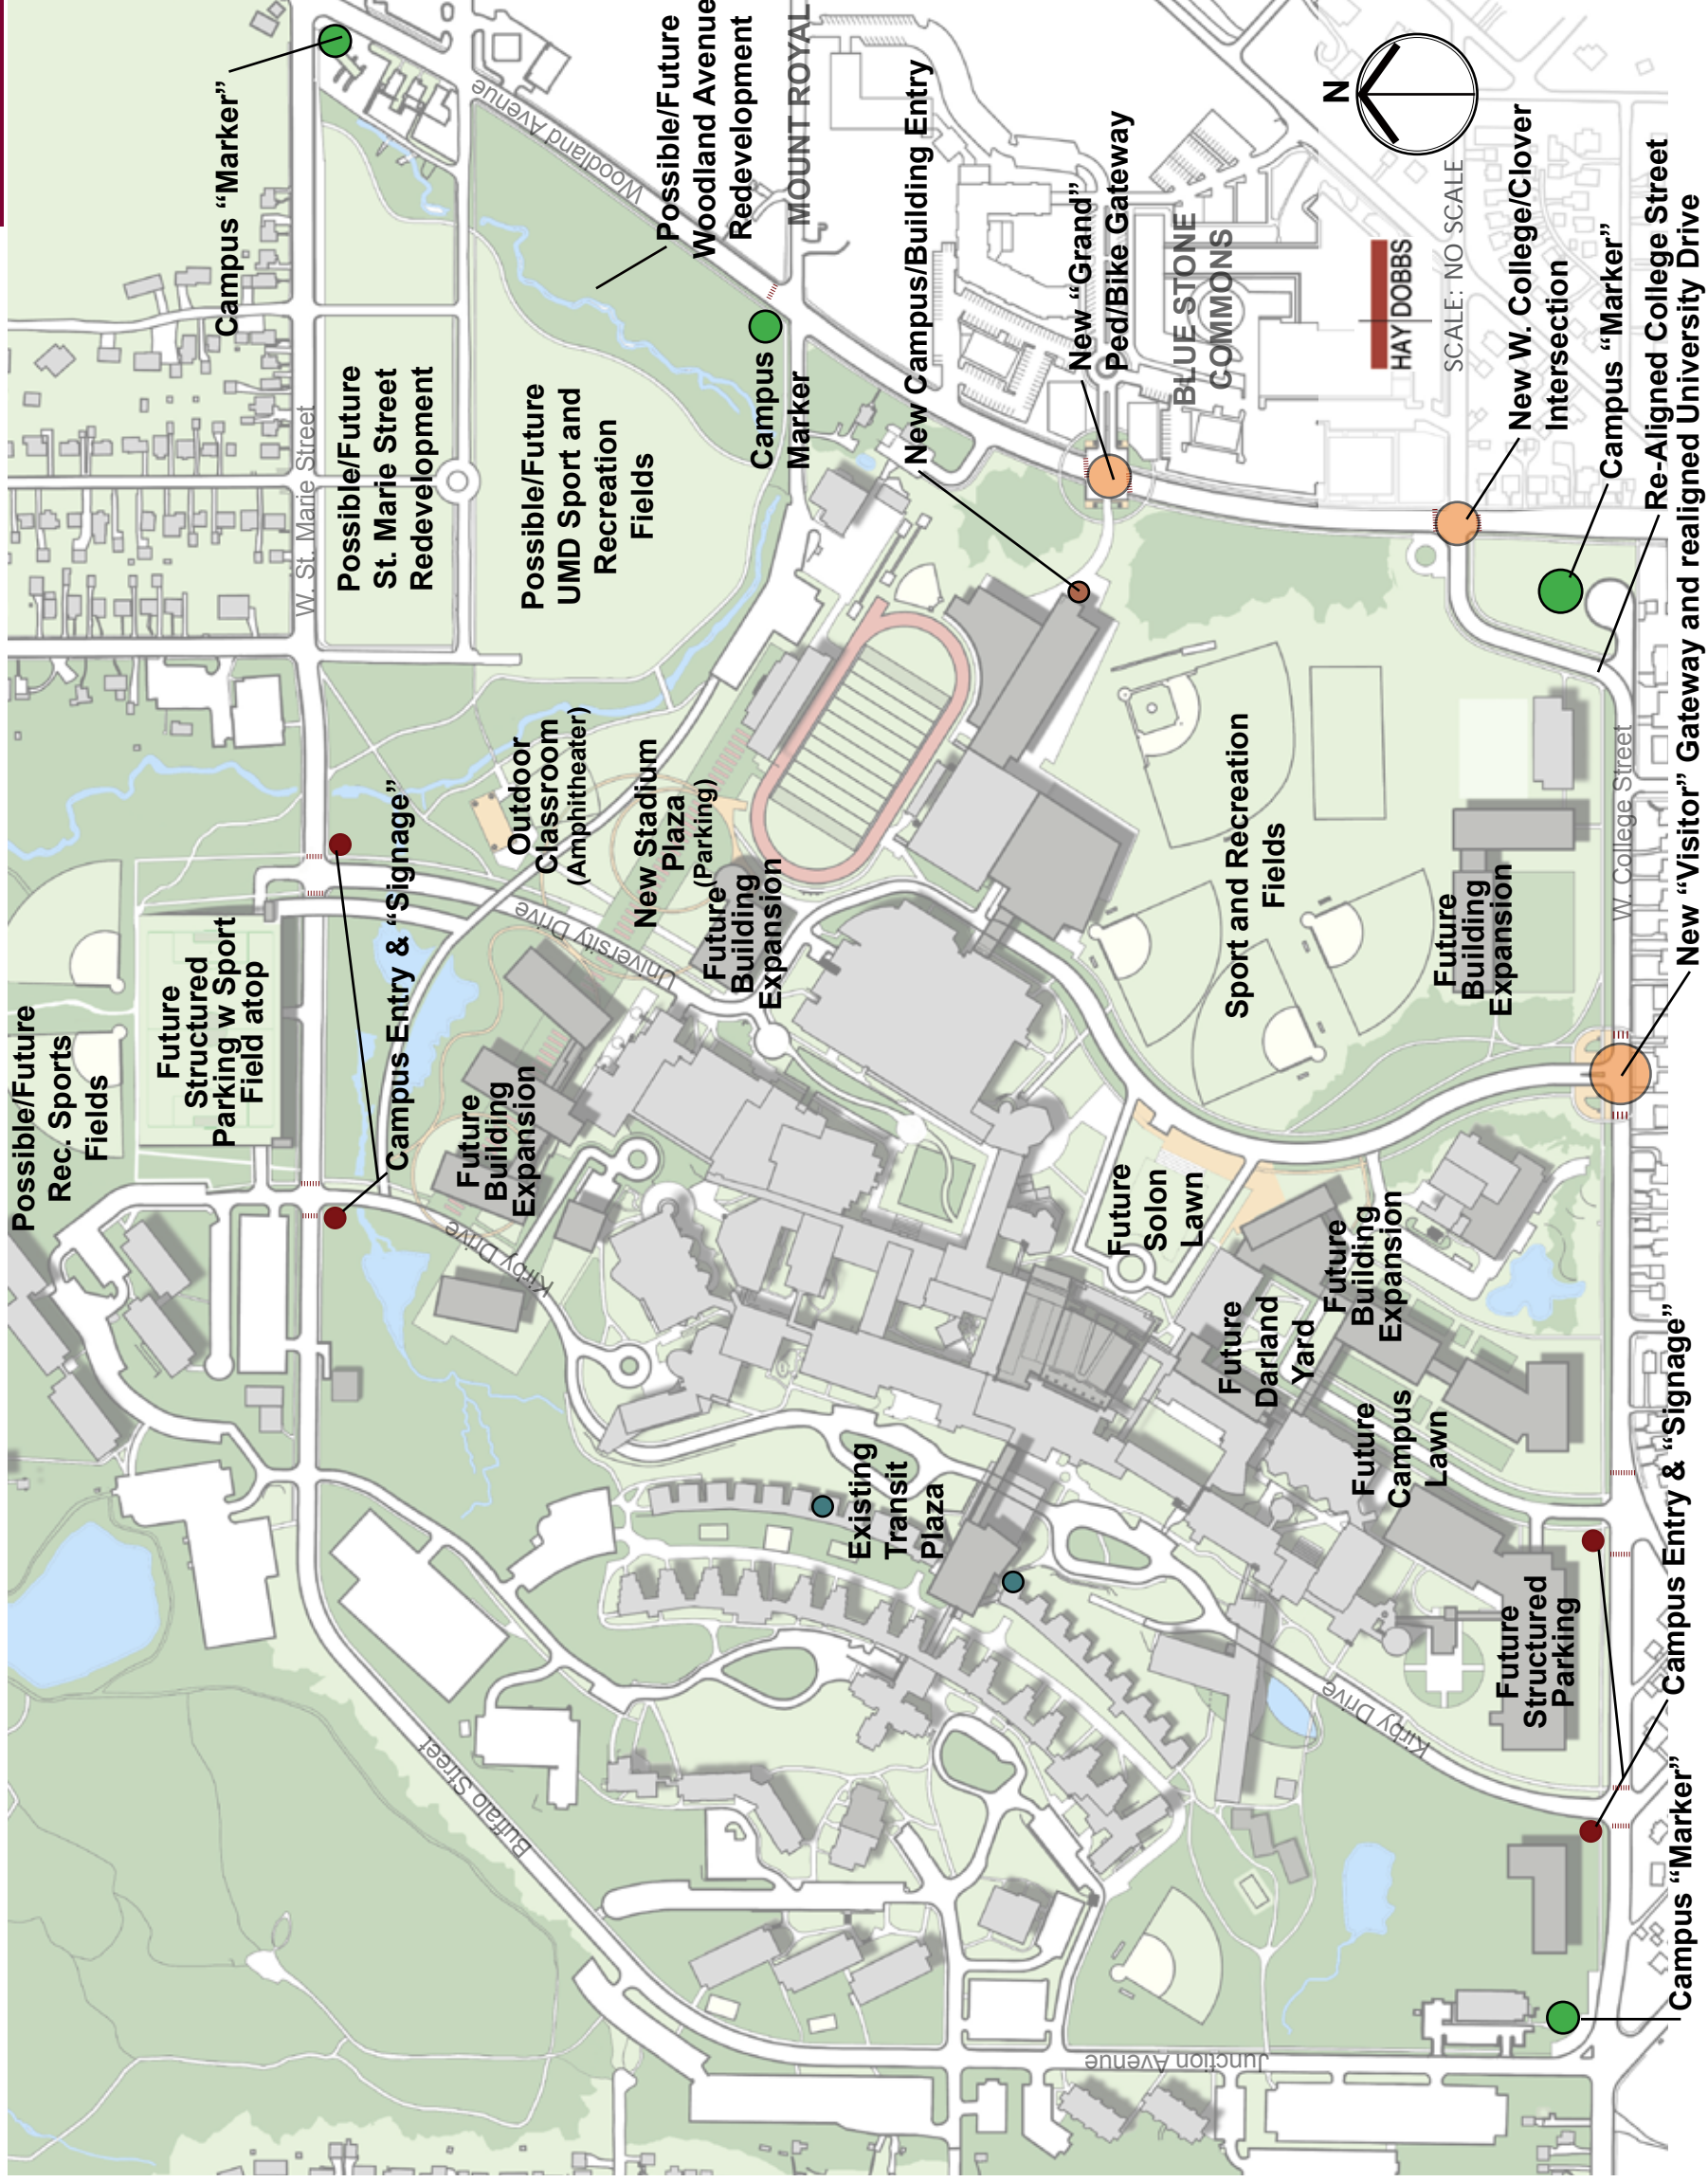 Campus “Marker”
W. St. Marie Street
Possible/Future
St. Marie Street
Redevelopment
Possible/Future
UMD Sport and
Recreation
Fields
Woodland Avenue
Possible/Future
Woodland Avenue
Redevelopment
MOUNT ROYAL
Campus
Marker
New Campus/Building Entry
New “Grand”
Ped/Bike Gateway
BLUE STONE
COMMONS
N
HAY DOBBS
SCALE: NO SCALE
New W. College/Clover
Intersection
Campus “Marker”
Re-Aligned College Street
New “Visitor” Gateway and realigned University Drive
Possible/Future
Rec. Sports
Fields
Future
Structured
Parking w Sport
Field atop
Campus Entry & “Signage”
Outdoor
Classroom
(Amphitheater)
New Stadium
Plaza
(Parking)
University Drive
Future
Building
Expansion
Future
Building
Expansion
Kirby Drive
Sport and Recreation
Fields
Future
Building
Expansion
W. College Street
Future
Solon
Lawn
Future
Building
Expansion
Future
Darland
Yard
Future
Campus
Lawn
Existing
Transit
Plaza
Future
Structured
Parking
Kirby Drive
Campus Entry & “Signage”
Buffalo Street
Junction Avenue
Campus “Marker”